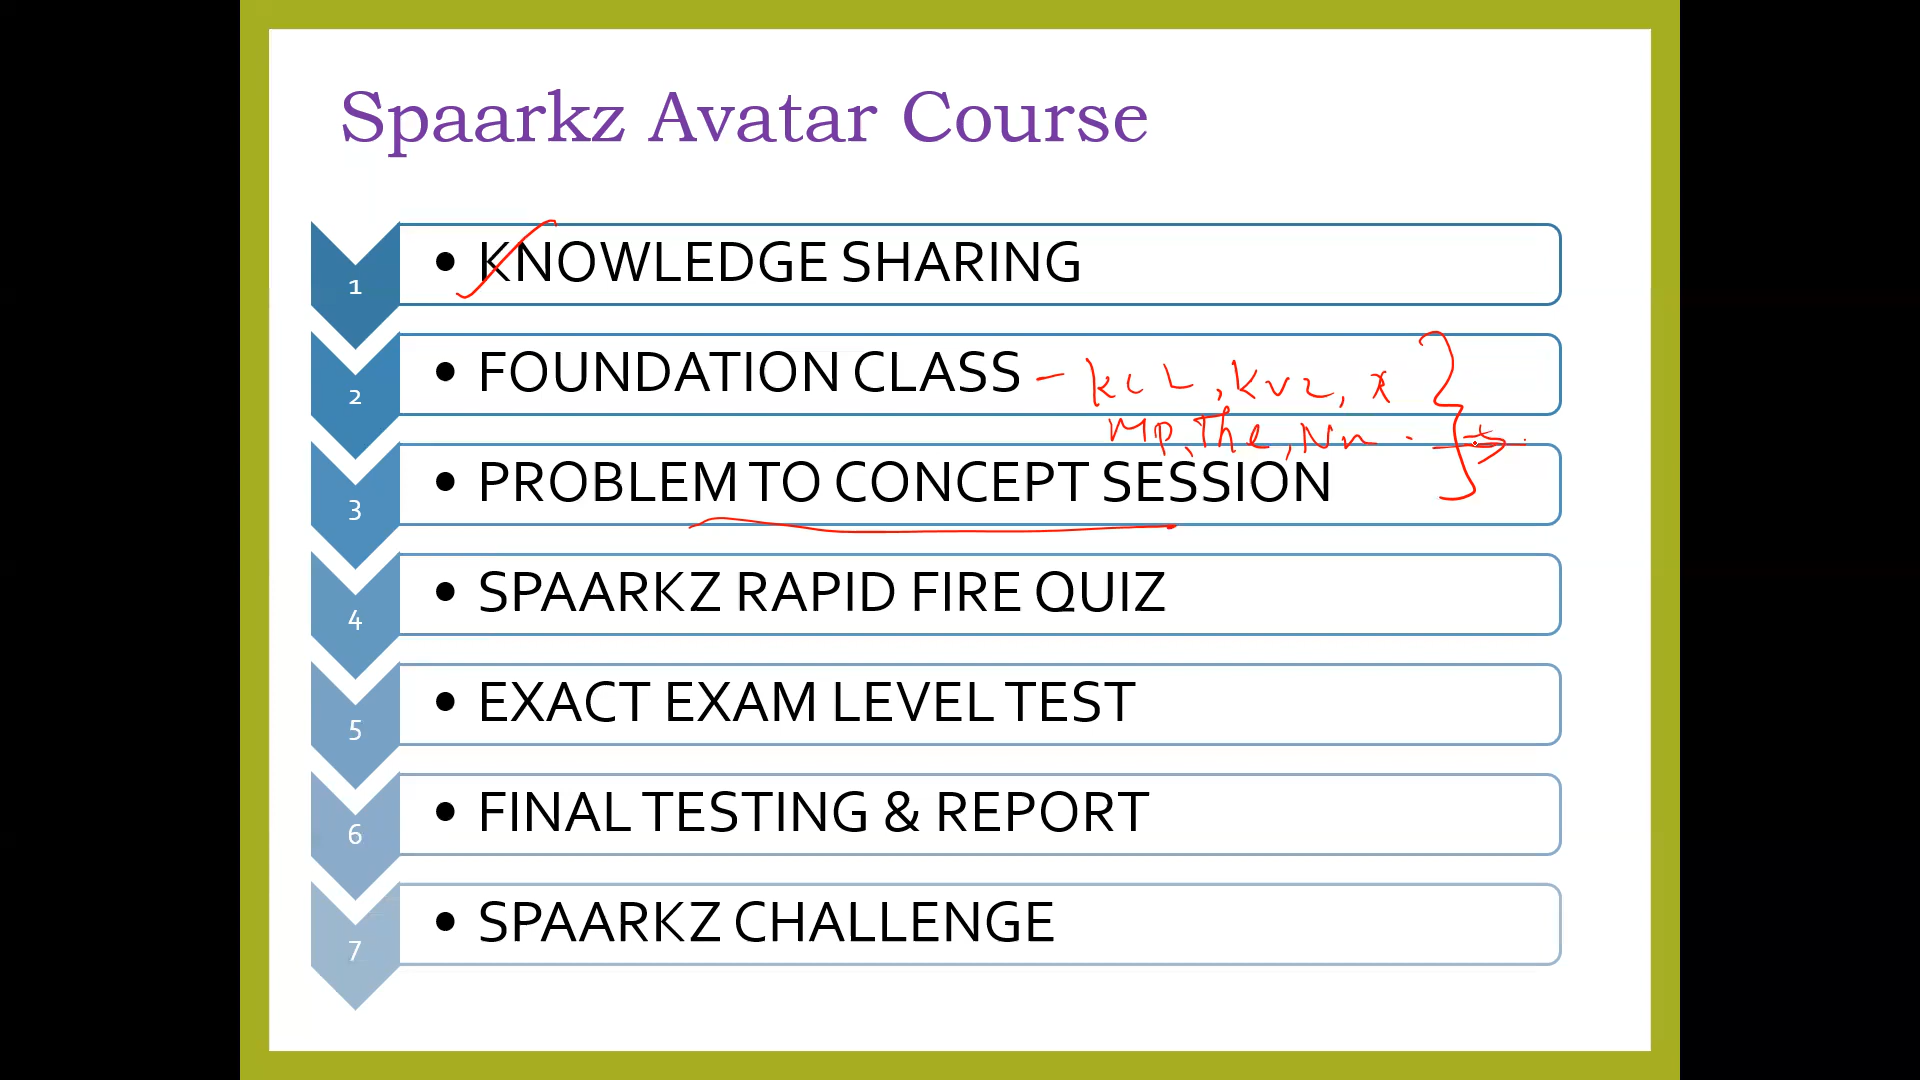 Spaarkz Avatar Course
1
• KNOWLEDGE SHARING
2
• FOUNDATION CLASS - KCL, KVL,
MP, The, Nn.
3
• PROBLEM TO CONCEPT SESSION
4
• SPAARKZ RAPID FIRE QUIZ
5
• EXACT EXAM LEVEL TEST
6
• FINAL TESTING & REPORT
7
• SPAARKZ CHALLENGE